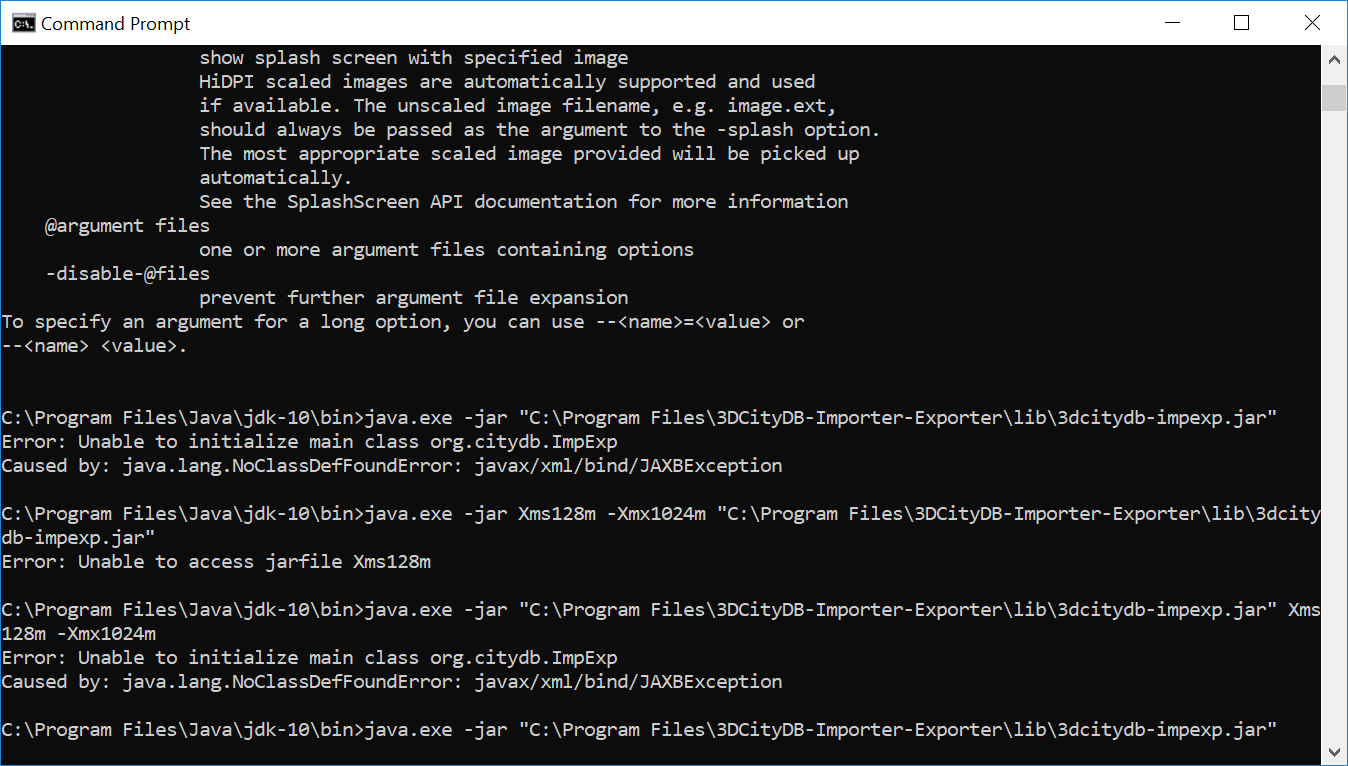 Command Prompt
show splash screen with specified image
HiDPI scaled images are automatically supported and used
if available. The unscaled image filename, e.g. image.ext,
should always be passed as the argument to the -splash option.
The most appropriate scaled image provided will be picked up
automatically.
See the SplashScreen API documentation for more information
@argument files
one or more argument files containing options
-disable-@files
prevent further argument file expansion
To specify an argument for a long option, you can use --<name>=<value> or
--<name> <value>.
C:\Program Files\Java\jdk-10\bin>java.exe -jar "C:\Program Files\3DCityDB-Importer-Exporter\lib\3dcitydb-impexp.jar"
Error: Unable to initialize main class org.citydb.ImpExp
Caused by: java.lang.NoClassDefFoundError: javax/xml/bind/JAXBException
C:\Program Files\Java\jdk-10\bin>java.exe -jar Xms128m -Xmx1024m "C:\Program Files\3DCityDB-Importer-Exporter\lib\3dcity
db-impexp.jar"
Error: Unable to access jarfile Xms128m
C:\Program Files\Java\jdk-10\bin>java.exe -jar "C:\Program Files\3DCityDB-Importer-Exporter\lib\3dcitydb-impexp.jar" Xms
128m -Xmx1024m
Error: Unable to initialize main class org.citydb.ImpExp
Caused by: java.lang.NoClassDefFoundError: javax/xml/bind/JAXBException
C:\Program Files\Java\jdk-10\bin>java.exe -jar "C:\Program Files\3DCityDB-Importer-Exporter\lib\3dcitydb-impexp.jar"